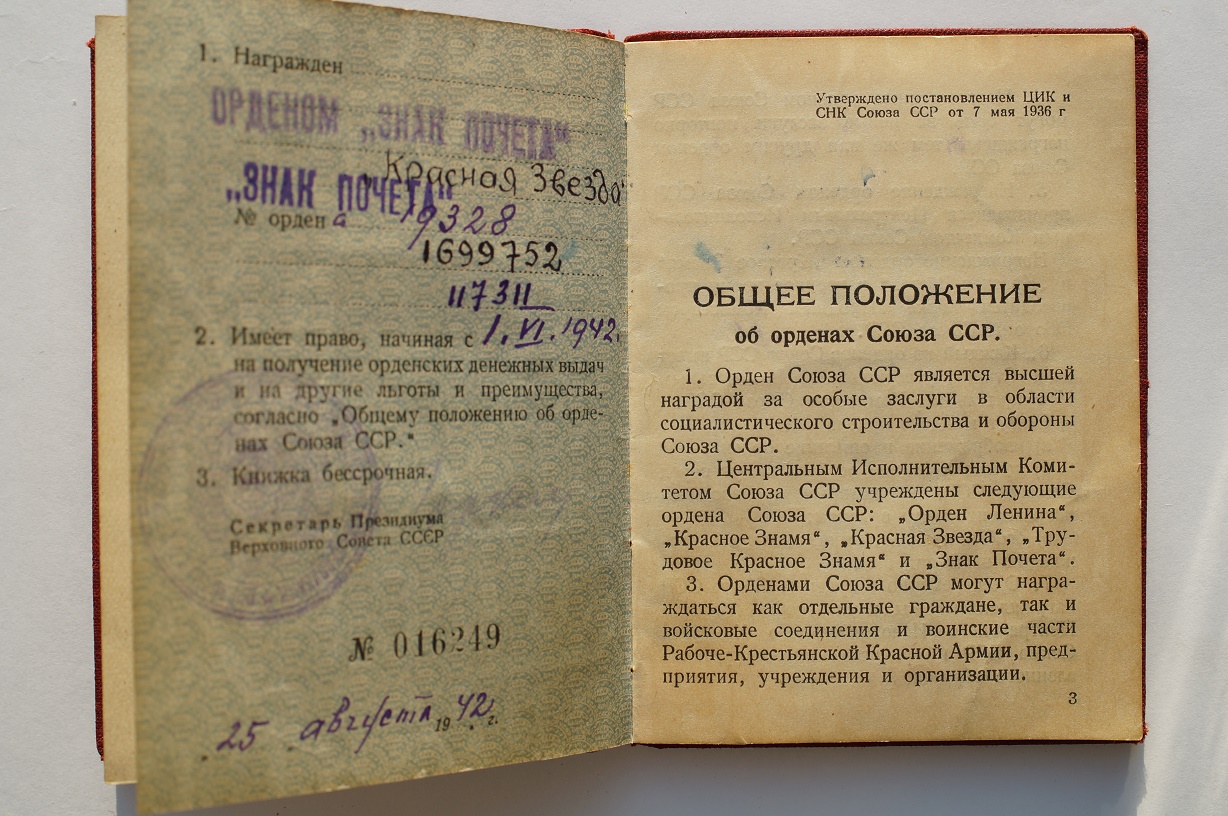 1. Награжден
ОРДЕНОМ „ЗНАК ПОЧЕТА“
Красная Звезда
„ЗНАК ПОЧЕТА“
№ орден а 19328
1699752
117311
2. Имеет право, начиная с 1. VI. 1942.
на получение орденских денежных выдач
и на другие льготы и преимущества,
согласно „Общему положению об орде-
нах Союза ССР.“
3. Книжка бессрочная.
Секретарь Президиума
Верховного Совета СССР
№ 016249
25 августа 1942 г.
Утверждено постановлением ЦИК и
СНК Союза ССР от 7 мая 1936 г
ОБЩЕЕ ПОЛОЖЕНИЕ
об орденах Союза ССР.
1. Орден Союза ССР является высшей
наградой за особые заслуги в области
социалистического строительства и обороны
Союза ССР.
2. Центральным Исполнительным Коми-
тетом Союза ССР учреждены следующие
ордена Союза ССР: „Орден Ленина“,
„Красное Знамя“, „Красная Звезда“, „Тру-
довое Красное Знамя“ и „Знак Почета“.
3. Орденами Союза ССР могут награ-
ждаться как отдельные граждане, так и
войсковые соединения и воинские части
Рабоче-Крестьянской Красной Армии, пред-
приятия, учреждения и организации.
3